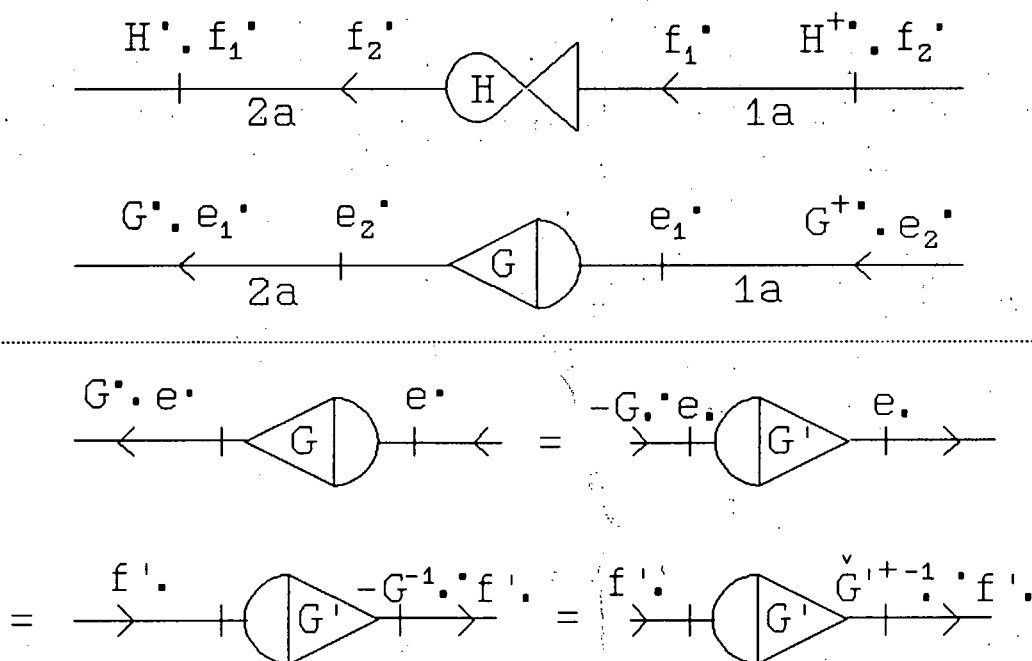 H˙. f₁˙ f₂˙ H f₁˙ H⁺˙. f₂˙
2a 1a
G˙. e₁˙ e₂˙ G e₁˙ G⁺˙. e₂˙
2a 1a
G˙. e˙ G e˙ = -G.˙e. G' e.
= f'. G' -G⁻¹.˙f'. = f'. G' Ǧ'⁺⁻¹.˙f'.